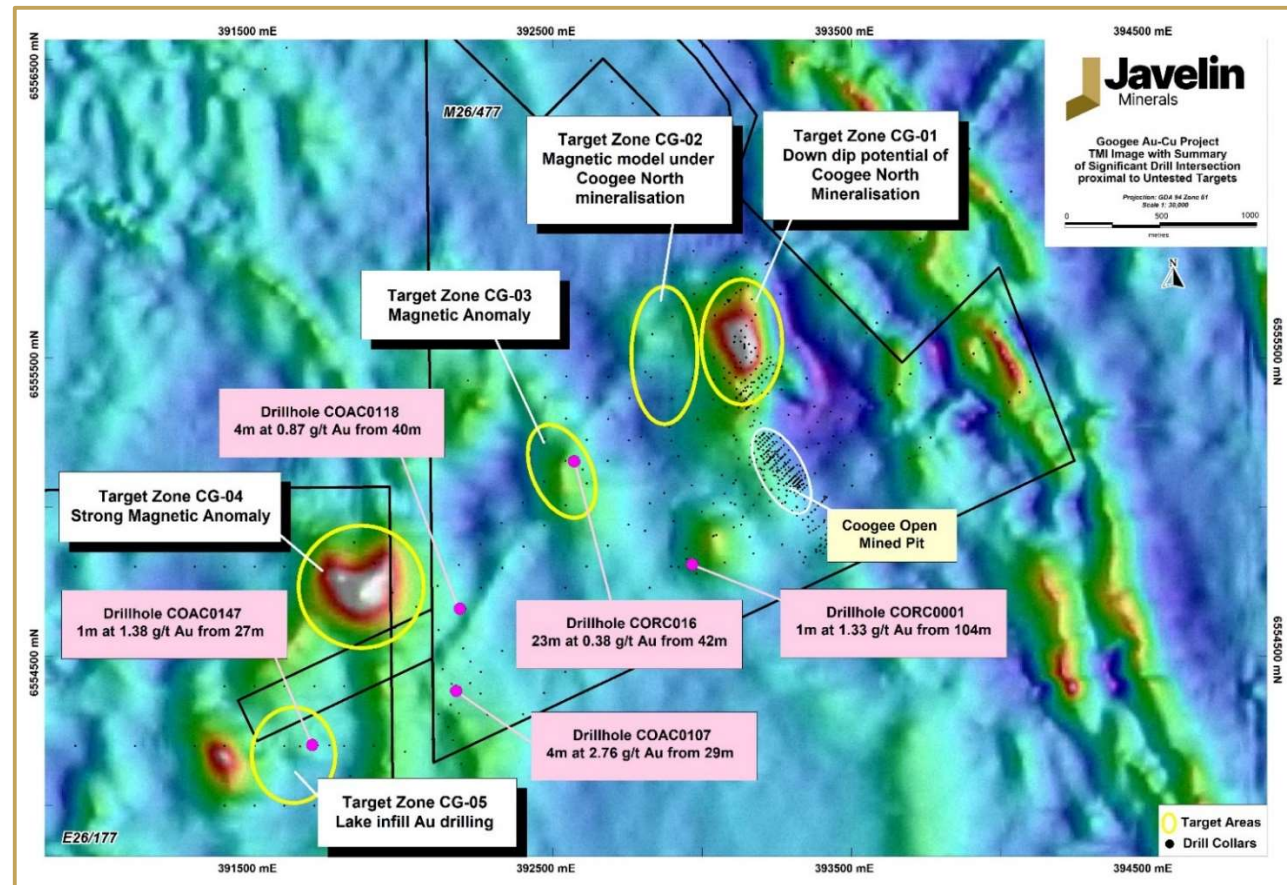 391500 mE
392500 mE
393500 mE
394500 mE
6556500 mN
6555500 mN
6554500 mN
6555500 mN
6554500 mN
M26/477
Javelin
Minerals
Googee Au-Cu Project
TMI Image with Summary
of Significant Drill Intersection
proximal to Untested Targets
Projection: GDA 94 Zone 51
Scale 1: 30,000
0 500 1000
metres
N
Target Zone CG-02
Magnetic model under
Coogee North
mineralisation
Target Zone CG-01
Down dip potential of
Coogee North
Mineralisation
Target Zone CG-03
Magnetic Anomaly
Drillhole COAC0118
4m at 0.87 g/t Au from 40m
Target Zone CG-04
Strong Magnetic Anomaly
Coogee Open
Mined Pit
Drillhole COAC0147
1m at 1.38 g/t Au from 27m
Drillhole CORC016
23m at 0.38 g/t Au from 42m
Drillhole CORC0001
1m at 1.33 g/t Au from 104m
Drillhole COAC0107
4m at 2.76 g/t Au from 29m
Target Zone CG-05
Lake infill Au drilling
E26/177
Target Areas
Drill Collars
391500 mE
392500 mE
393500 mE
394500 mE